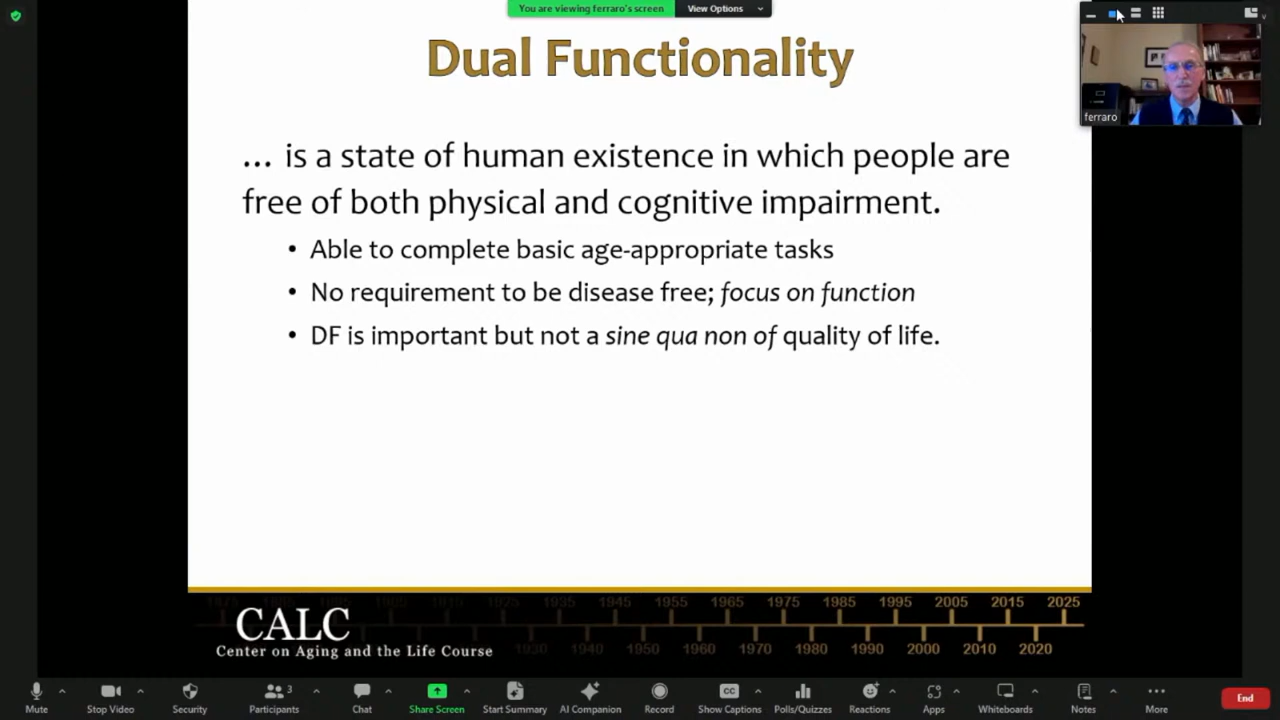 You are viewing ferraro's screen View Options
Dual Functionality
ferraro
... is a state of human existence in which people are
free of both physical and cognitive impairment.
• Able to complete basic age-appropriate tasks
• No requirement to be disease free; focus on function
• DF is important but not a sine qua non of quality of life.
1925 1935 1945 1955 1965 1975 1985 1995 2005 2015 2025
CALC
Center on Aging and the Life Course
1930 1940 1950 1960 1970 1980 1990 2000 2010 2020
3
CC
Mute Stop Video Security Participants Chat Share Screen Start Summary AI Companion Record Show Captions Polls/Quizzes Reactions Apps Whiteboards Notes More End